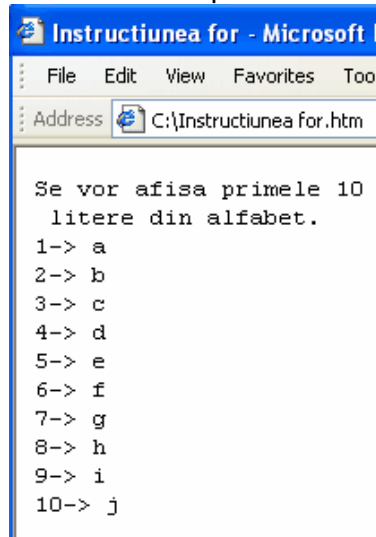 Instructiunea for - Microsoft
File Edit View Favorites Too
Address C:\Instructiunea for.htm
Se vor afisa primele 10
litere din alfabet.
1-> a
2-> b
3-> c
4-> d
5-> e
6-> f
7-> g
8-> h
9-> i
10-> j